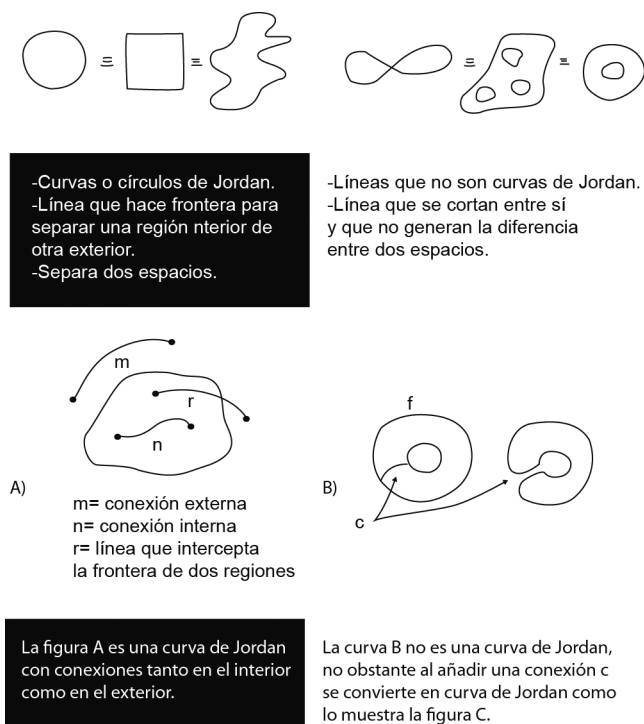 -Curvas o círculos de Jordan.
-Línea que hace frontera para
separar una región nterior de
otra exterior.
-Separa dos espacios.
-Líneas que no son curvas de Jordan.
-Línea que se cortan entre sí
y que no generan la diferencia
entre dos espacios.
m
r
n
A)
m= conexión externa
n= conexión interna
r= línea que intercepta
la frontera de dos regiones
f
B)
c
La figura A es una curva de Jordan
con conexiones tanto en el interior
como en el exterior.
La curva B no es una curva de Jordan,
no obstante al añadir una conexión c
se convierte en curva de Jordan como
lo muestra la figura C.